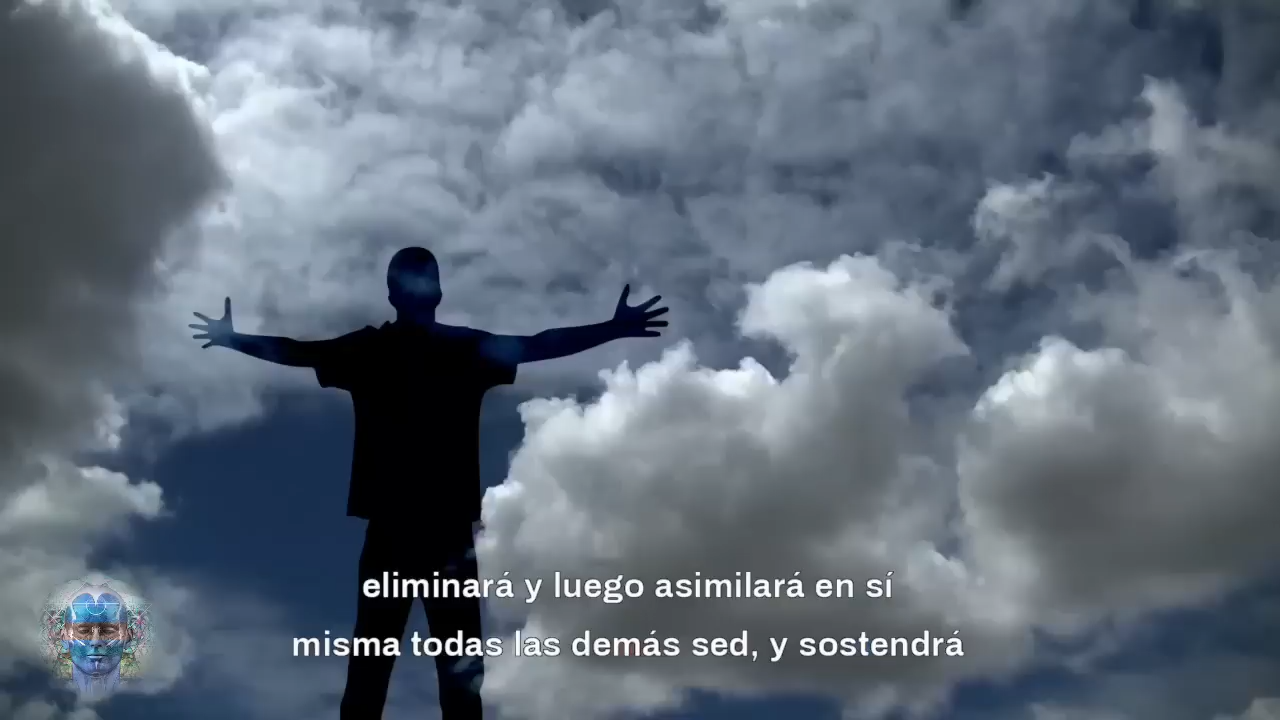 eliminará y luego asimilará en sí
misma todas las demás sed, y sostendrá